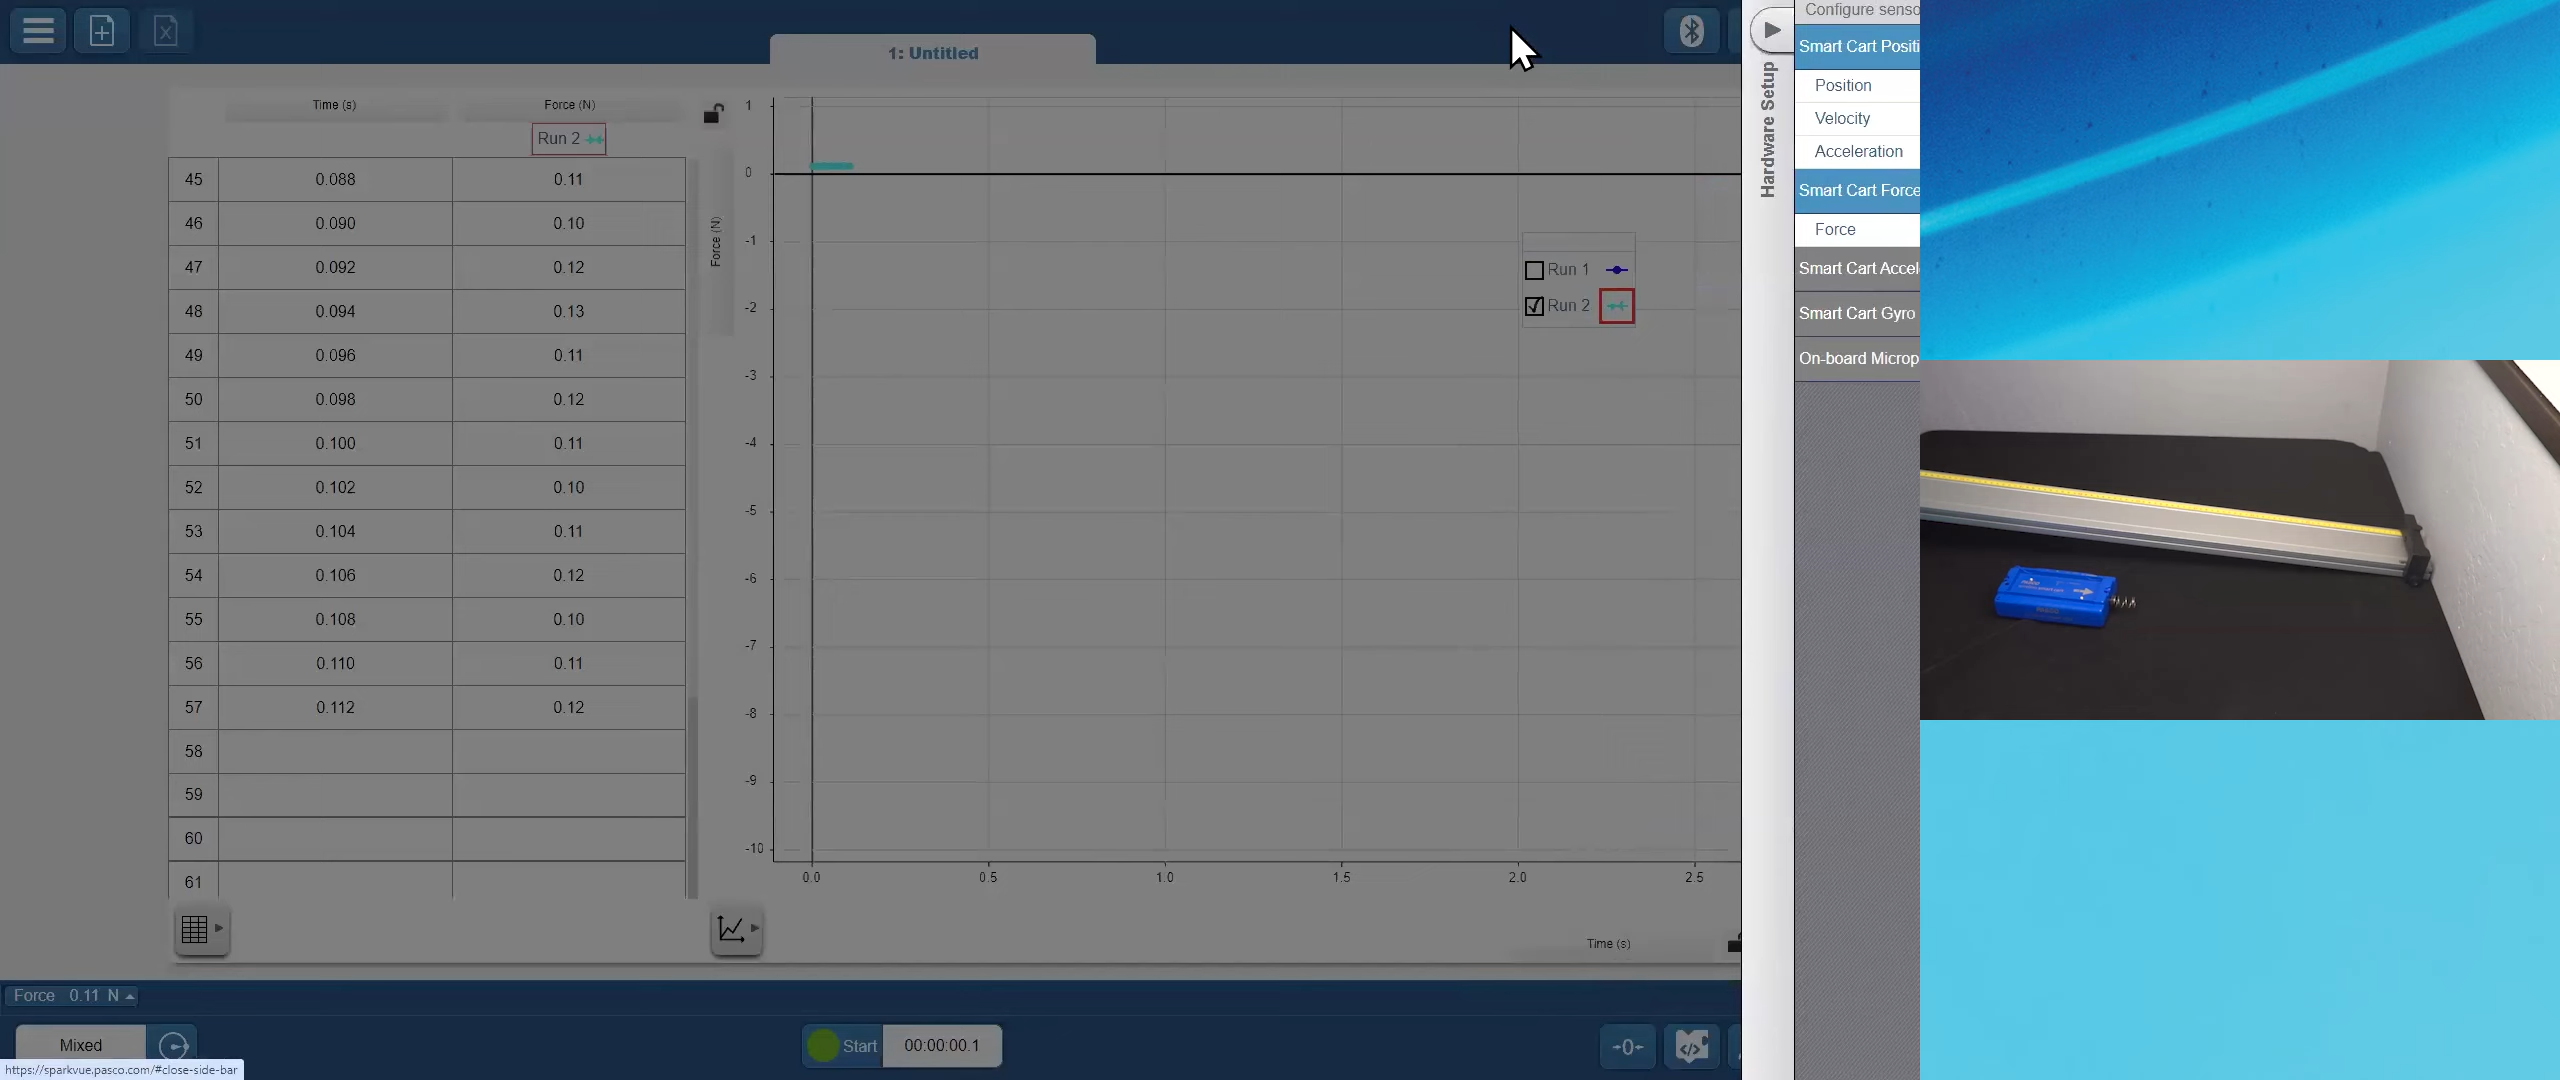 1: Untitled
Time (s)
Force (N)
Run 2
45 0.088 0.11
46 0.090 0.10
47 0.092 0.12
48 0.094 0.13
49 0.096 0.11
50 0.098 0.12
51 0.100 0.11
52 0.102 0.10
53 0.104 0.11
54 0.106 0.12
55 0.108 0.10
56 0.110 0.11
57 0.112 0.12
58
59
60
61
Force (N)
1
0
-1
-2
-3
-4
-5
-6
-7
-8
-9
-10
0.0 0.5 1.0 1.5 2.0 2.5
Time (s)
Run 1
Run 2
Hardware Setup
Configure senso
Smart Cart Positi
Position
Velocity
Acceleration
Smart Cart Force
Force
Smart Cart Accel
Smart Cart Gyro
On-board Microp
Force 0.11 N
Mixed
Start
00:00:00.1
-0-
https://sparkvue.pasco.com/#close-side-bar